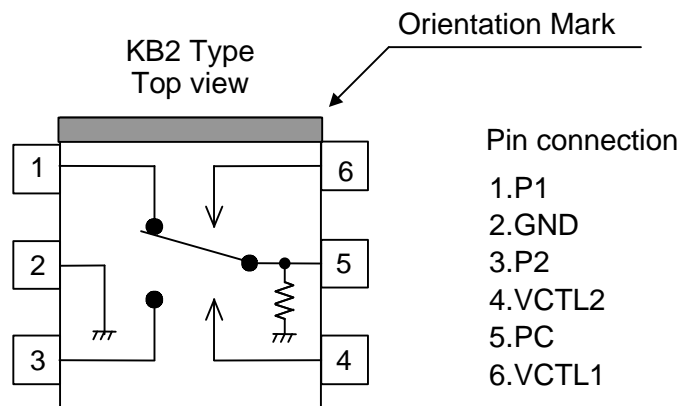 Orientation Mark
KB2 Type
Top view
1
2
3
6
5
4
Pin connection
1.P1
2.GND
3.P2
4.VCTL2
5.PC
6.VCTL1